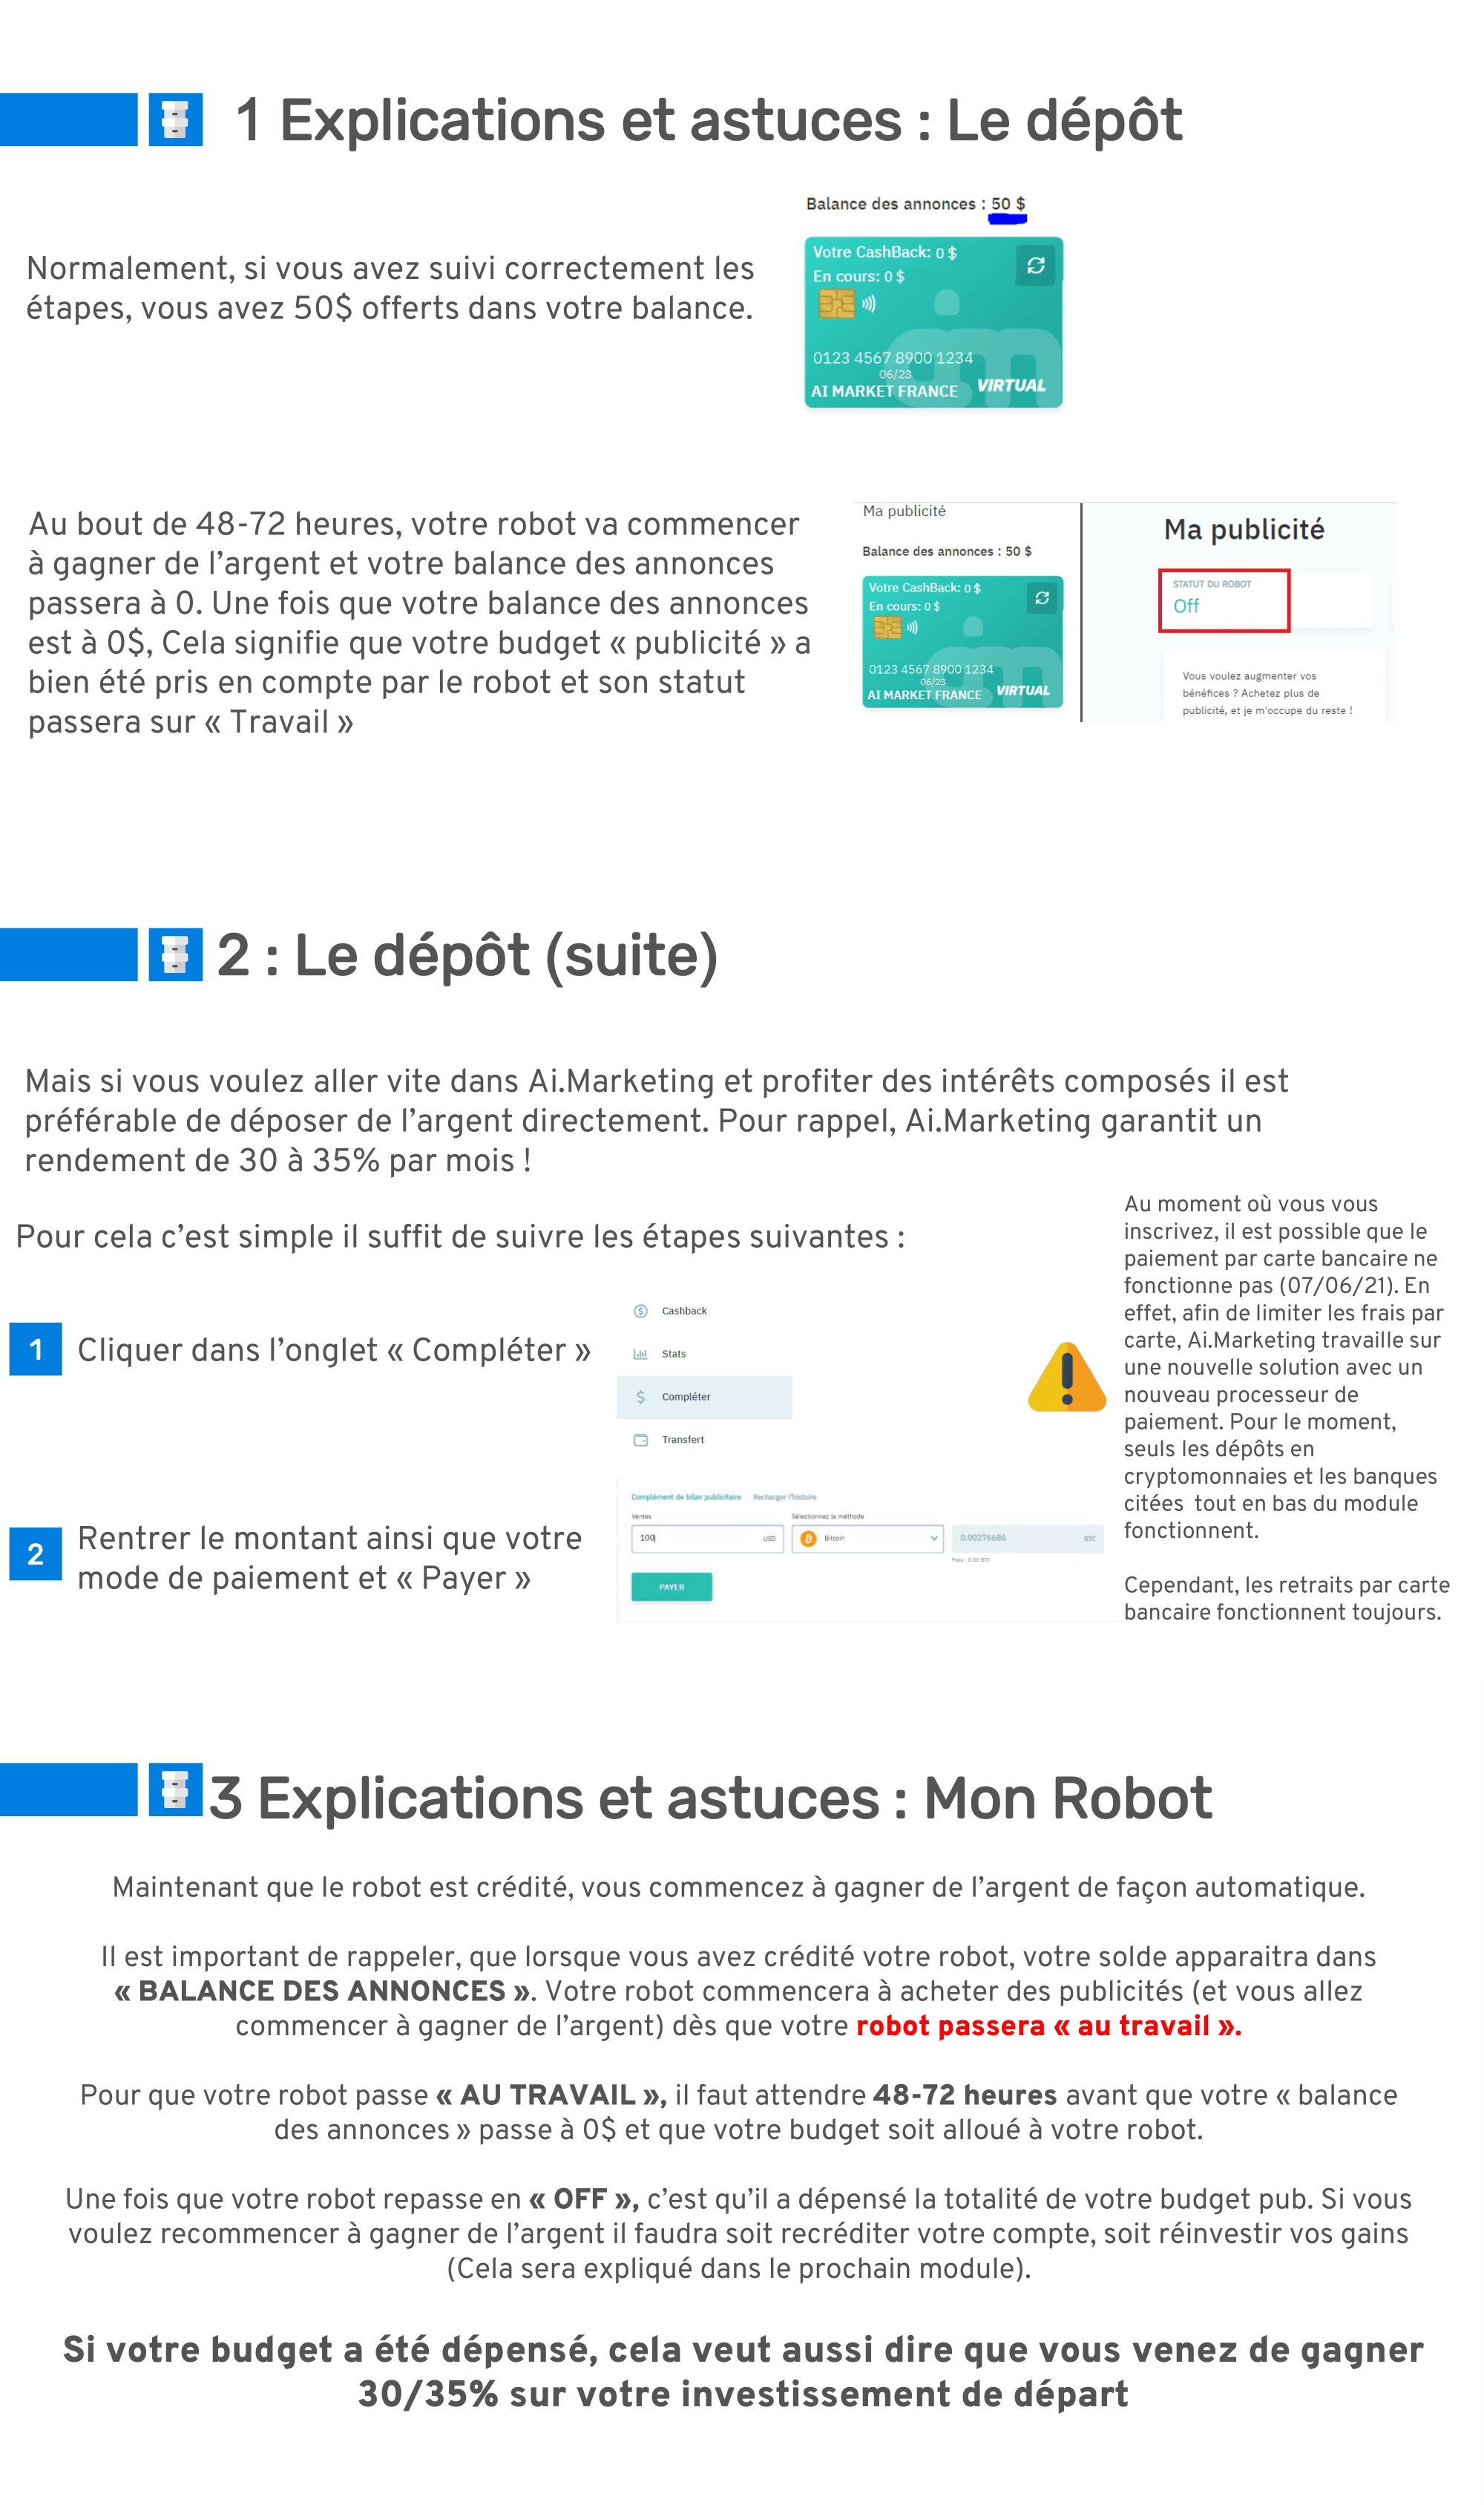 1 Explications et astuces : Le dépôt
Balance des annonces : 50 $
Normalement, si vous avez suivi correctement les
étapes, vous avez 50$ offerts dans votre balance.
Votre CashBack: 0 $
En cours: 0 $
0123 4567 8900 1234
06/23
AI MARKET FRANCE VIRTUAL
Au bout de 48-72 heures, votre robot va commencer
à gagner de l'argent et votre balance des annonces
passera à 0. Une fois que votre balance des annonces
est à 0$, Cela signifie que votre budget « publicité » a
bien été pris en compte par le robot et son statut
passera sur « Travail »
Ma publicité
Balance des annonces : 50 $
Votre CashBack: 0 $
En cours: 0 $
0123 4567 8900 1234
06/23
AI MARKET FRANCE VIRTUAL
Ma publicité
STATUT DU ROBOT
Off
Vous voulez augmenter vos
bénéfices ? Achetez plus de
publicité, et je m'occupe du reste !
2 : Le dépôt (suite)
Mais si vous voulez aller vite dans Ai.Marketing et profiter des intérêts composés il est
préférable de déposer de l'argent directement. Pour rappel, Ai.Marketing garantit un
rendement de 30 à 35% par mois !
Pour cela c'est simple il suffit de suivre les étapes suivantes :
1 Cliquer dans l'onglet « Compléter »
Cashback
Stats
Compléter
Transfert
2 Rentrer le montant ainsi que votre
mode de paiement et « Payer »
Complément de bilan publicitaire Recharger l'histoire
Ventes Sélectionnez la méthode
100 USD Bitcoin 0.00276686 BTC
Frais : 0.00 BTC
PAYER
Au moment où vous vous
inscrivez, il est possible que le
paiement par carte bancaire ne
fonctionne pas (07/06/21). En
effet, afin de limiter les frais par
carte, Ai.Marketing travaille sur
une nouvelle solution avec un
nouveau processeur de
paiement. Pour le moment,
seuls les dépôts en
cryptomonnaies et les banques
citées tout en bas du module
fonctionnent.
Cependant, les retraits par carte
bancaire fonctionnent toujours.
3 Explications et astuces : Mon Robot
Maintenant que le robot est crédité, vous commencez à gagner de l'argent de façon automatique.
Il est important de rappeler, que lorsque vous avez crédité votre robot, votre solde apparaitra dans
« BALANCE DES ANNONCES ». Votre robot commencera à acheter des publicités (et vous allez
commencer à gagner de l'argent) dès que votre robot passera « au travail ».
Pour que votre robot passe « AU TRAVAIL », il faut attendre 48-72 heures avant que votre « balance
des annonces » passe à 0$ et que votre budget soit alloué à votre robot.
Une fois que votre robot repasse en « OFF », c'est qu'il a dépensé la totalité de votre budget pub. Si vous
voulez recommencer à gagner de l'argent il faudra soit recréditer votre compte, soit réinvestir vos gains
(Cela sera expliqué dans le prochain module).
Si votre budget a été dépensé, cela veut aussi dire que vous venez de gagner
30/35% sur votre investissement de départ